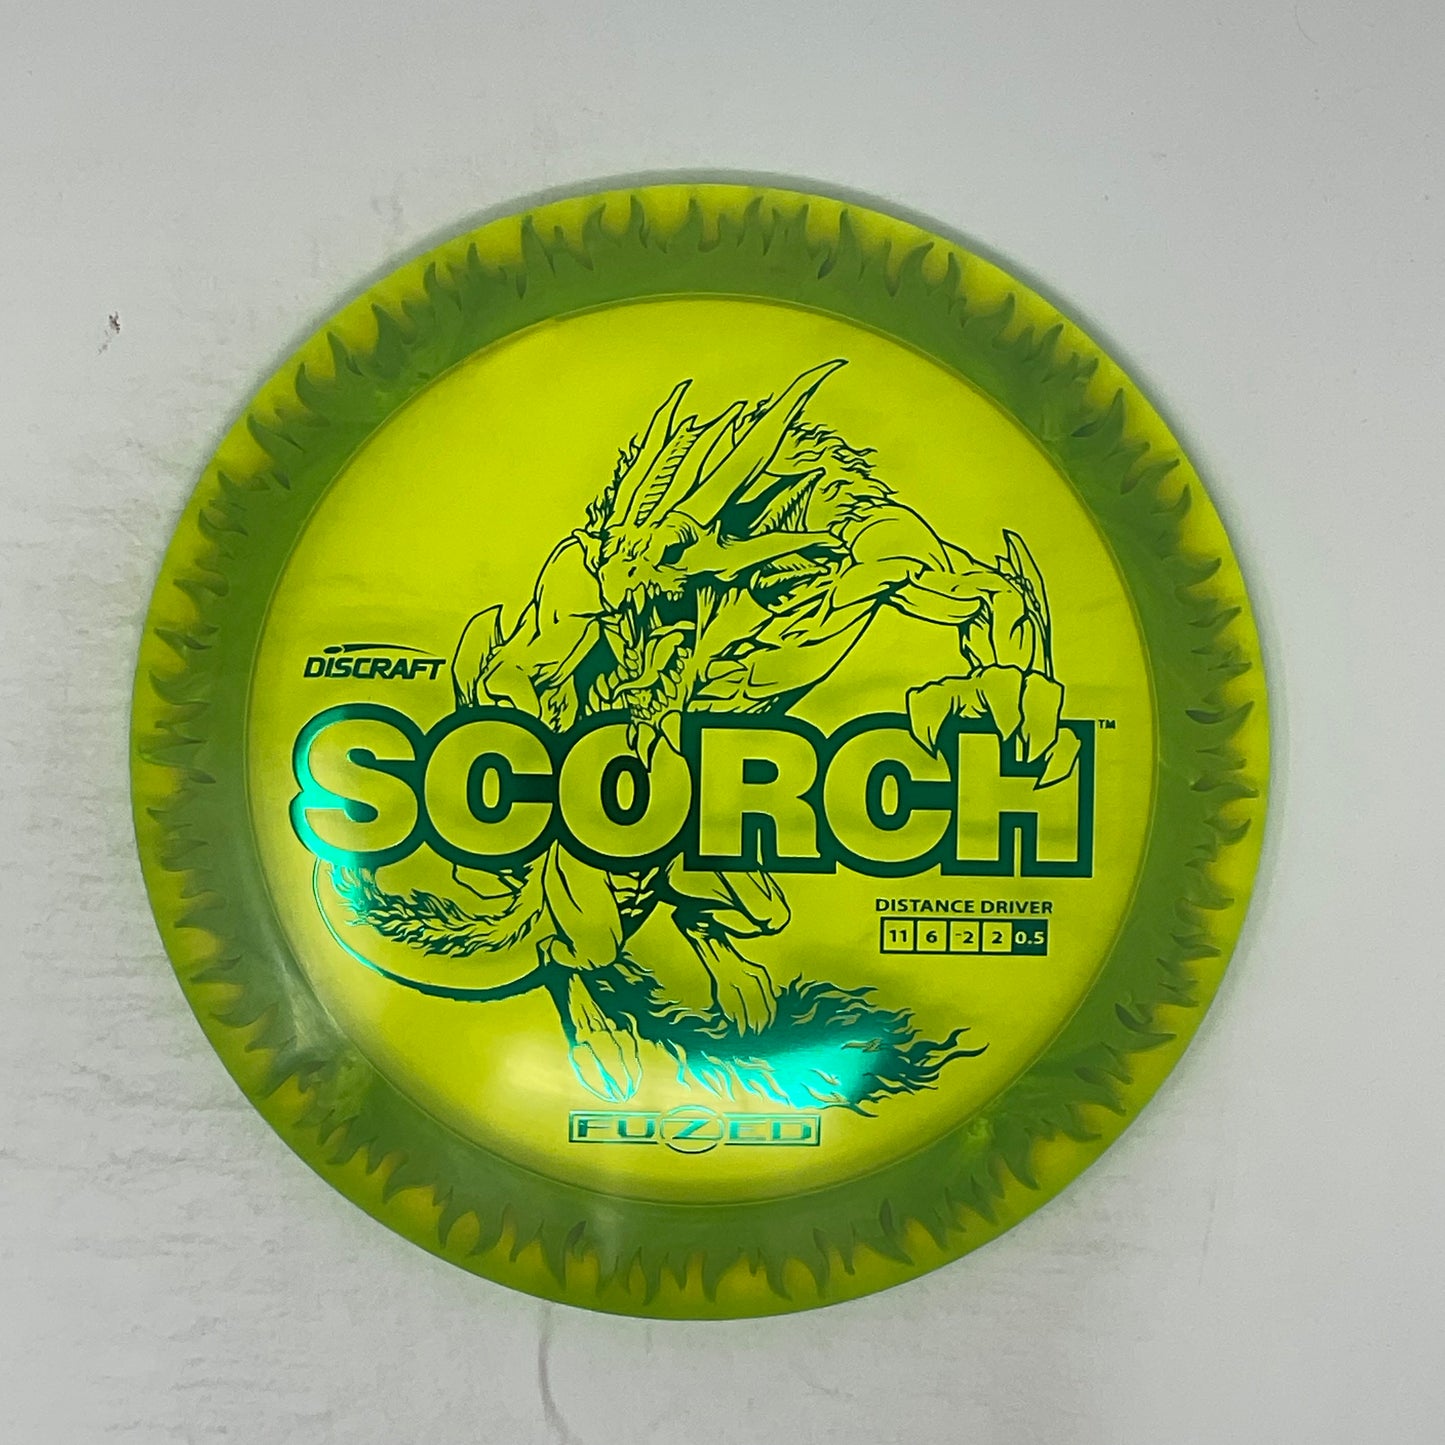 DISCRAFT
SCORCH™
DISTANCE DRIVER
11 6 -2 2 0.5
FUZED